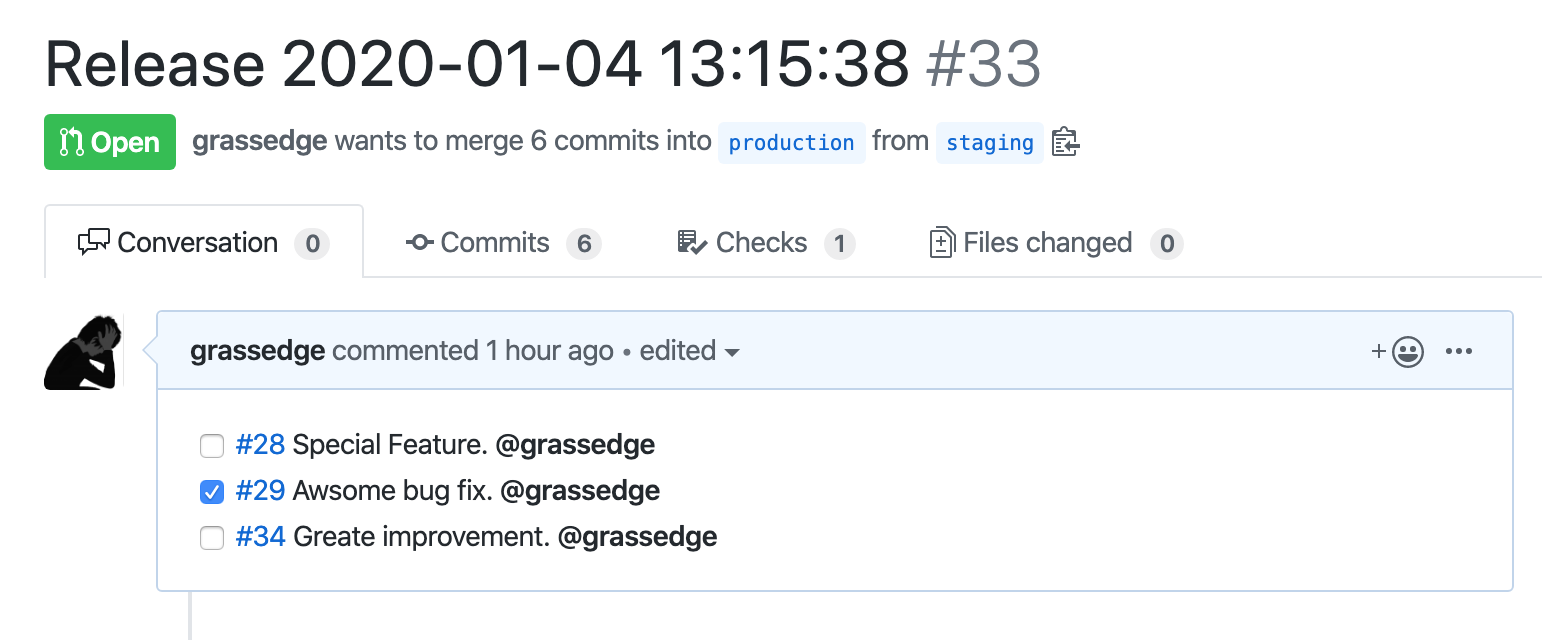 Release 2020-01-04 13:15:38 #33
Open grassedge wants to merge 6 commits into production from staging
Conversation 0 Commits 6 Checks 1 Files changed 0
grassedge commented 1 hour ago • edited
#28 Special Feature. @grassedge
#29 Awsome bug fix. @grassedge
#34 Greate improvement. @grassedge